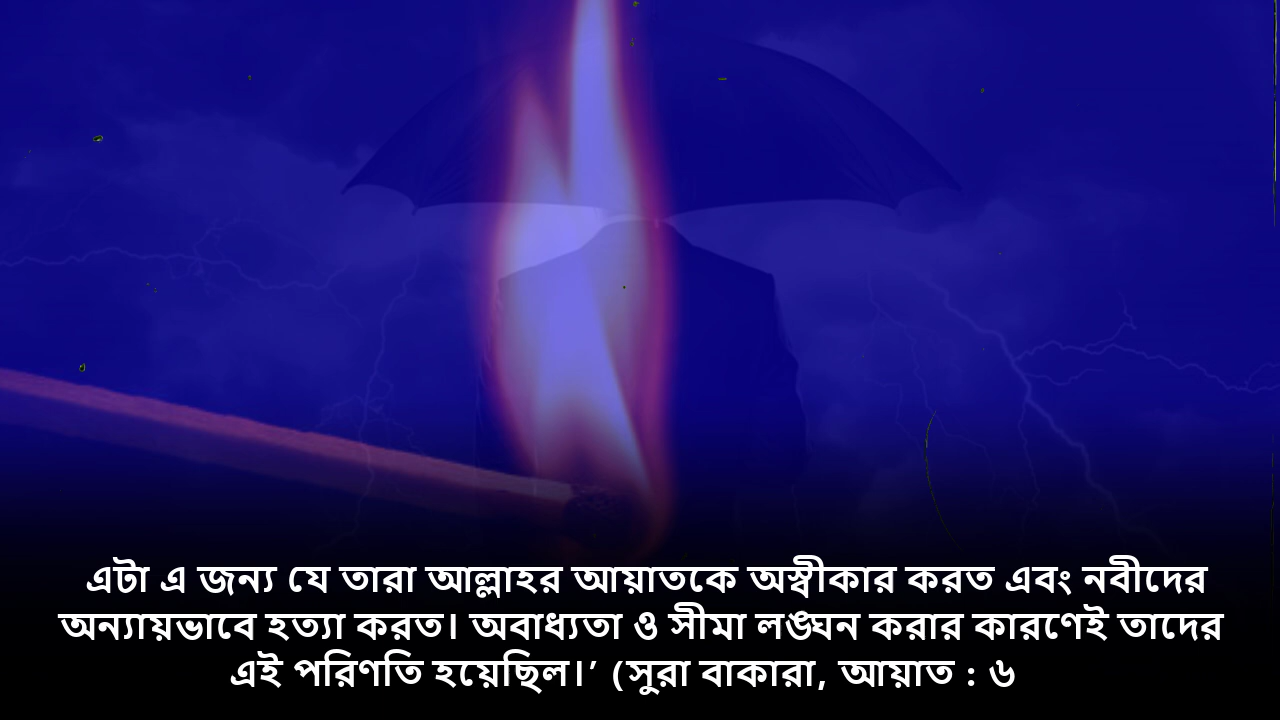 এটা এ জন্য যে তারা আল্লাহর আয়াতকে অস্বীকার করত এবং নবীদের
অন্যায়ভাবে হত্যা করত। অবাধ্যতা ও সীমা লঙ্ঘন করার কারণেই তাদের
এই পরিণতি হয়েছিল।’ (সুরা বাকারা, আয়াত : ৬